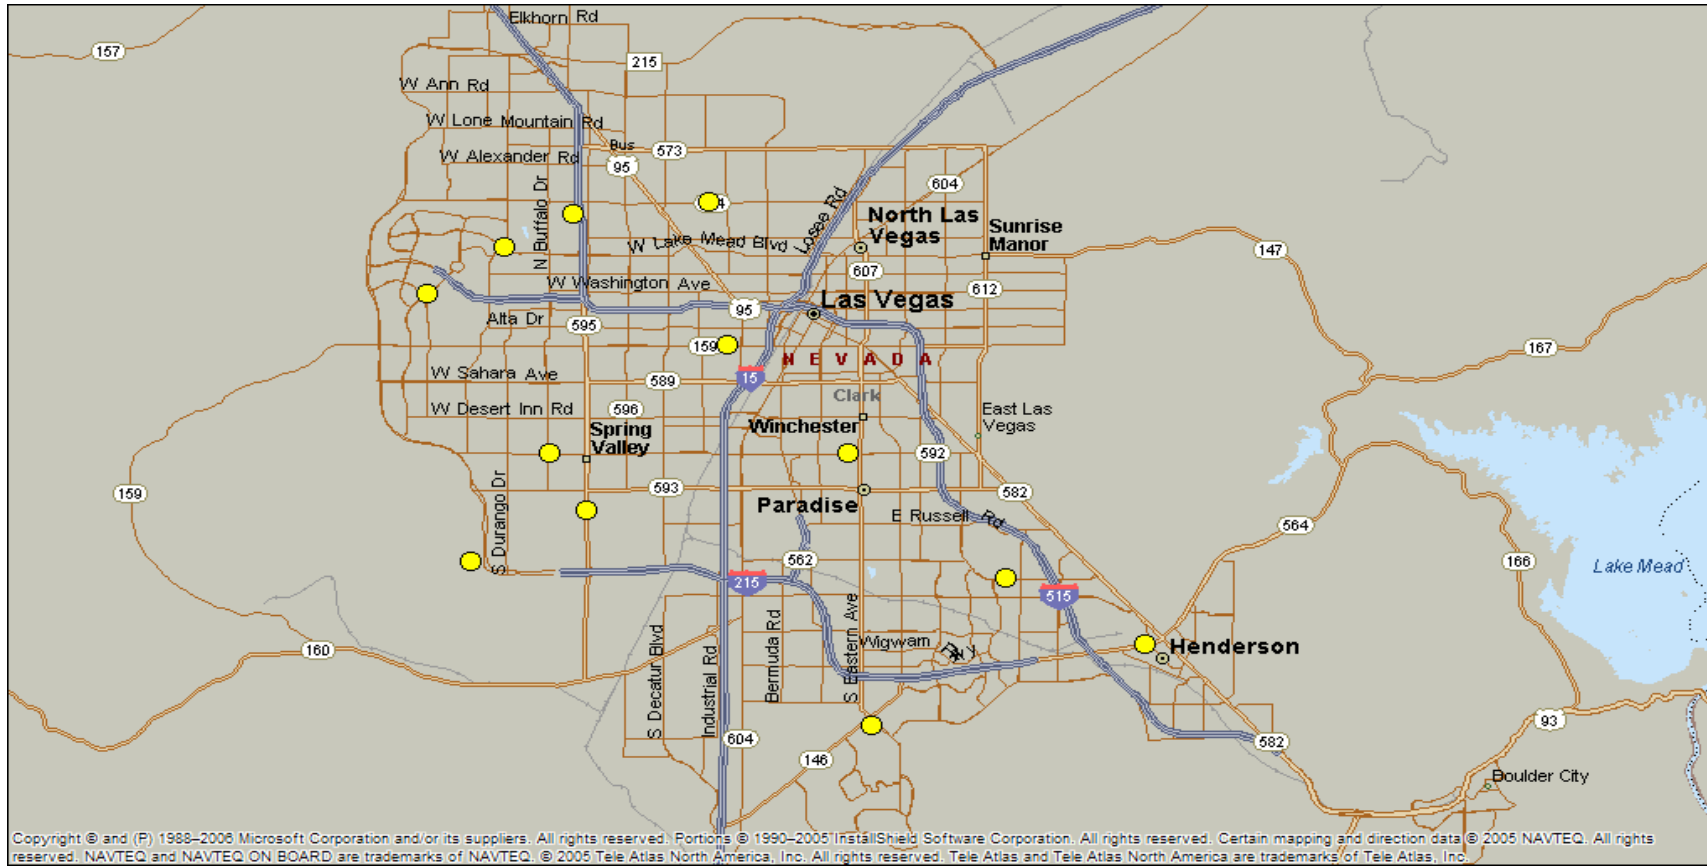 Elkhorn Rd
157
215
W Ann Rd
W Lone Mountain Rd
Bus
573
W Alexander Rd
95
604
N Buffalo Dr
Losee Rd
North Las
Vegas
Sunrise
Manor
W Lake Mead Blvd
147
607
W Washington Ave
612
Las Vegas
95
Alta Dr
595
159
NEVADA
167
W Sahara Ave
15
589
Clark
W Desert Inn Rd
596
East Las
Vegas
Spring
Valley
Winchester
592
159
S Durango Dr
593
582
Paradise
E Russell Rd
564
562
166
Lake Mead
215
515
S Decatur Blvd
Industrial Rd
Bermuda Rd
S Eastern Ave
Wigwam
Pkwy
160
Henderson
604
146
93
582
Boulder City
Copyright © and (P) 1988–2006 Microsoft Corporation and/or its suppliers. All rights reserved. Portions © 1990–2005 InstallShield Software Corporation. All rights reserved. Certain mapping and direction data © 2005 NAVTEQ. All rights
reserved. NAVTEQ and NAVTEQ ON BOARD are trademarks of NAVTEQ. © 2005 Tele Atlas North America, Inc. All rights reserved. Tele Atlas and Tele Atlas North America are trademarks of Tele Atlas, Inc.